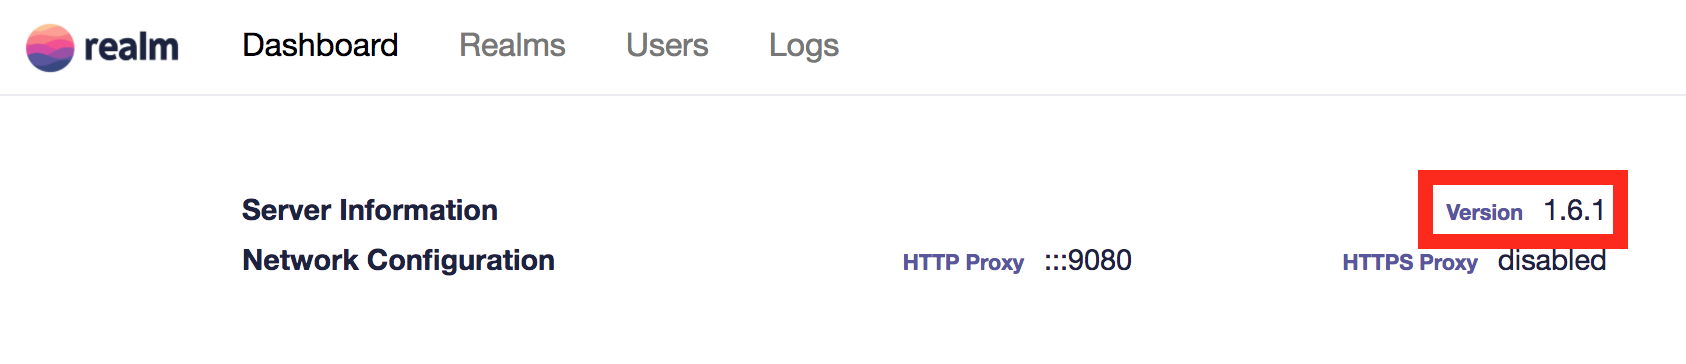 realm Dashboard Realms Users Logs
Server Information Version 1.6.1
Network Configuration HTTP Proxy :::9080 HTTPS Proxy disabled